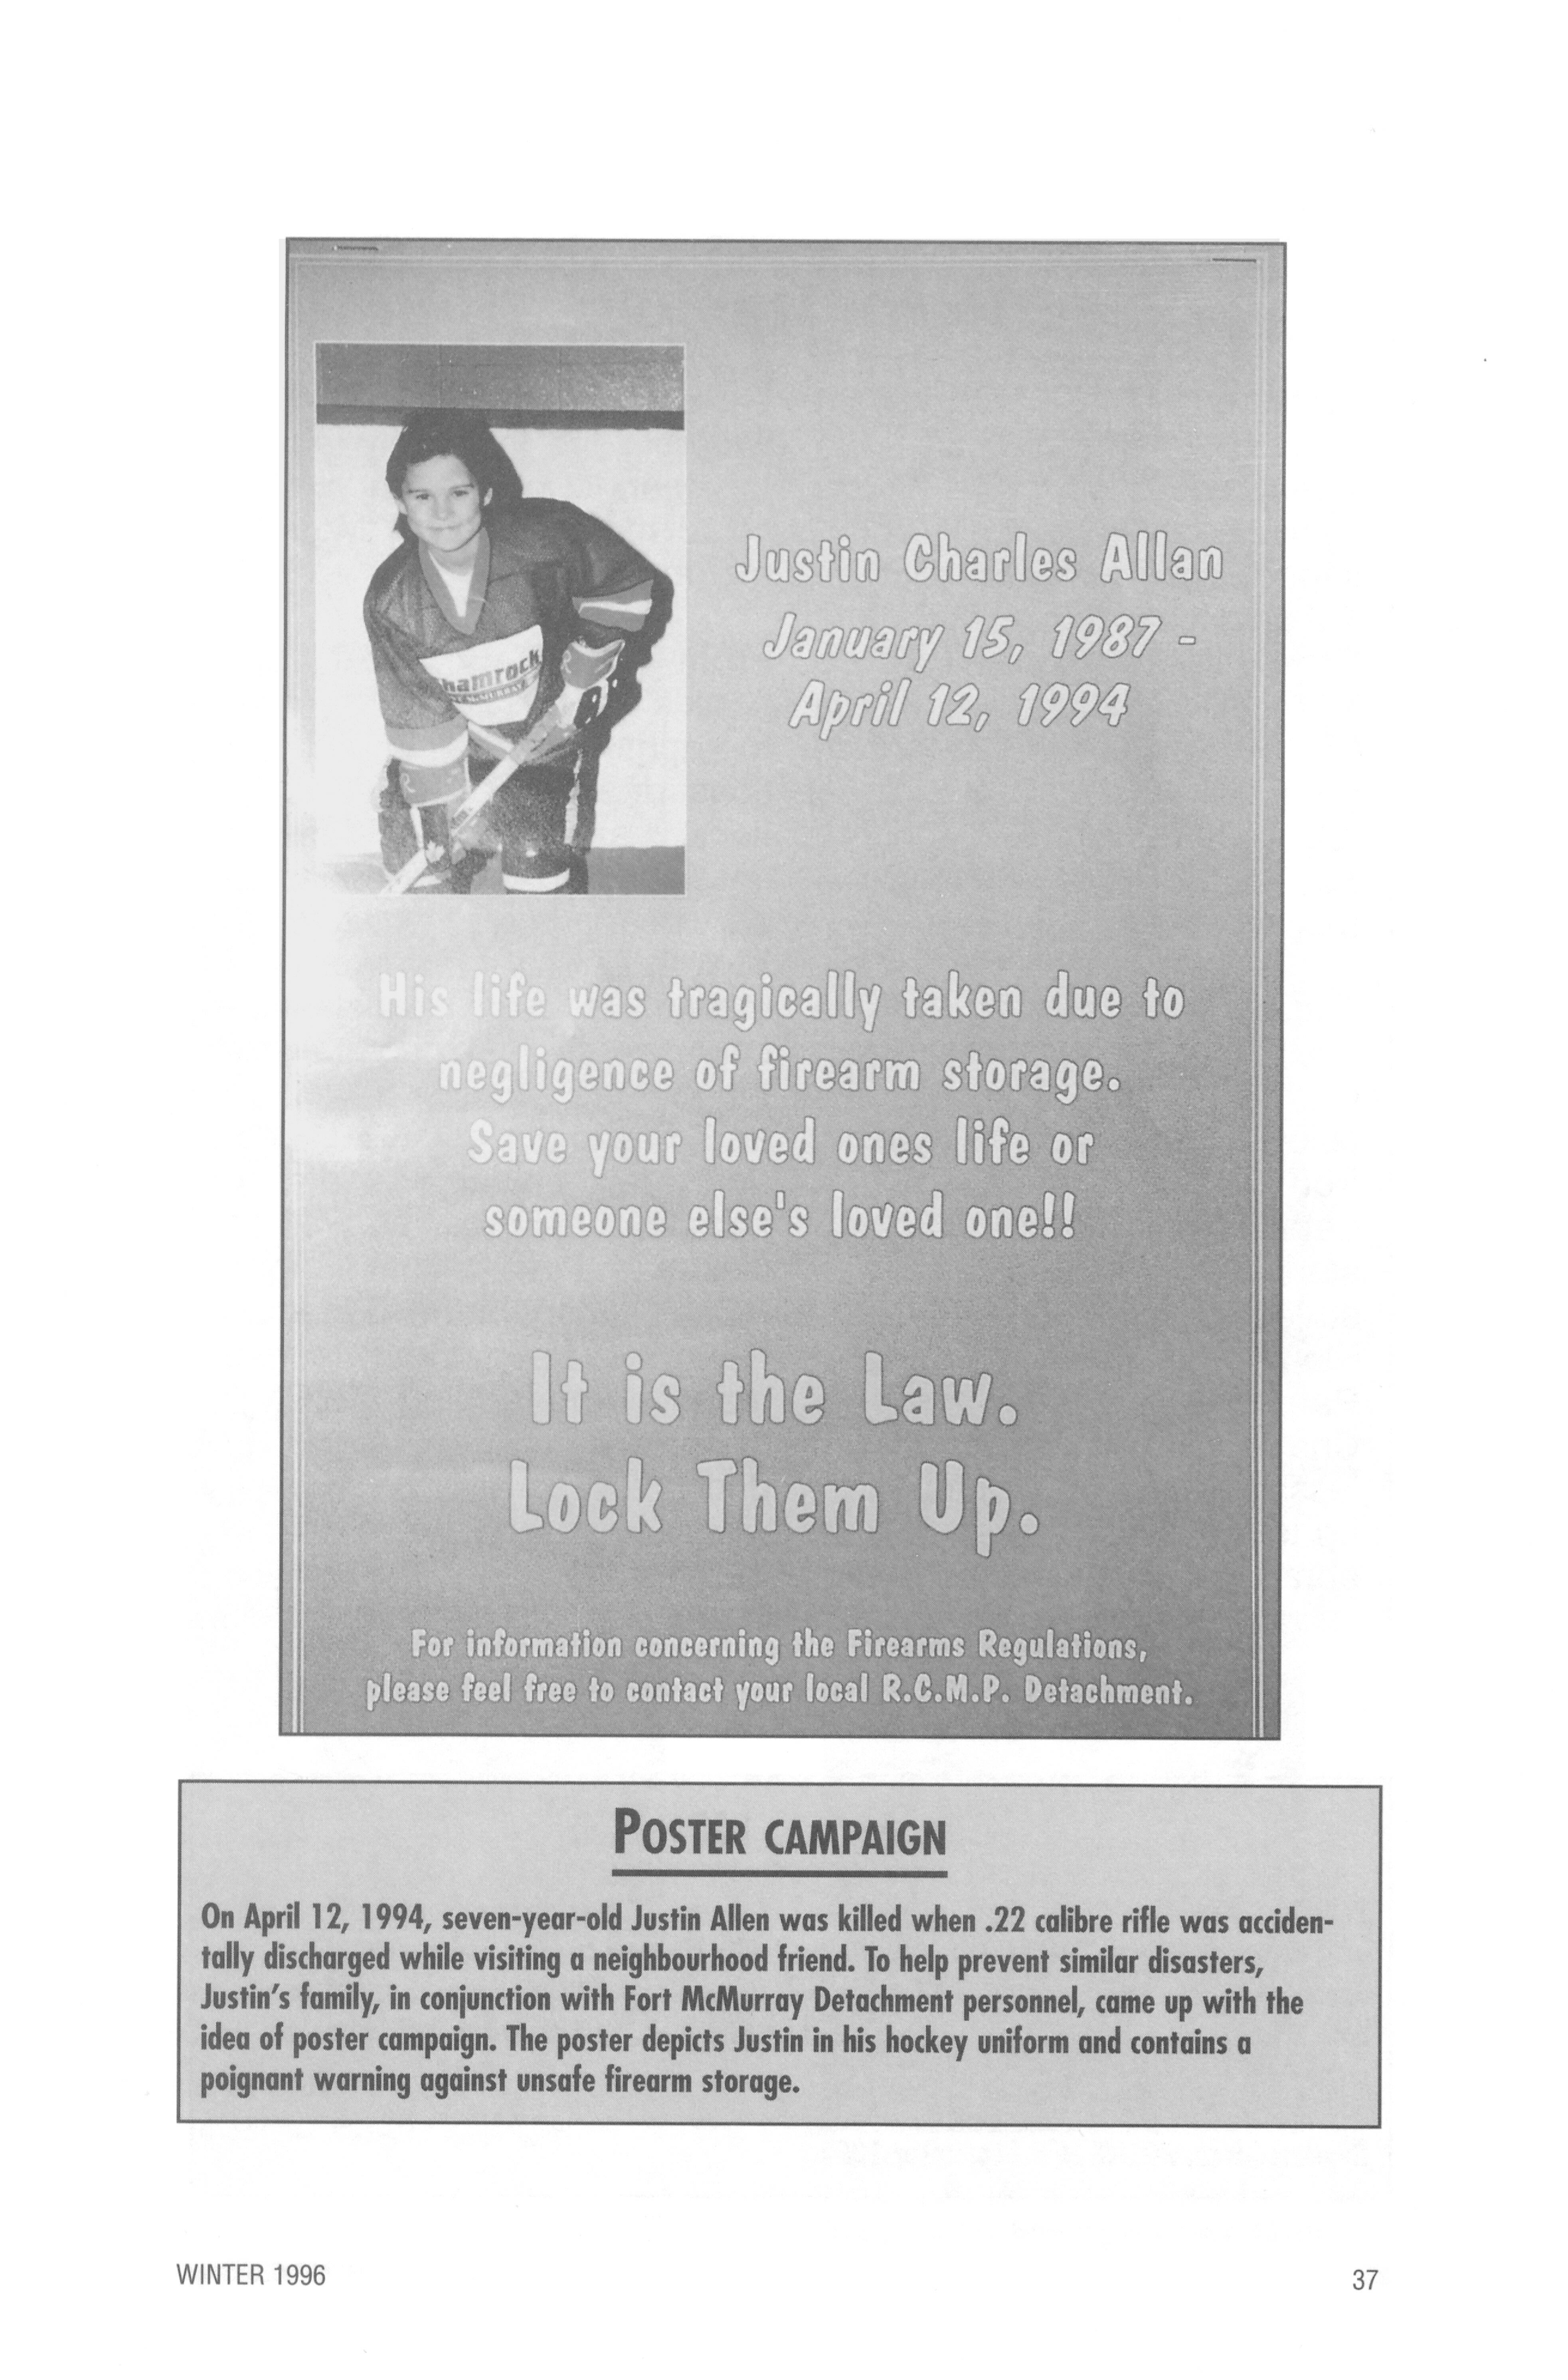 Justin Charles Allan
January 15, 1987 -
April 12, 1994
hamrock
McMURRAY
His life was tragically taken due to
negligence of firearm storage.
Save your loved ones life or
someone else's loved one!!
It is the Law.
Lock Them Up.
For information concerning the Firearms Regulations,
please feel free to contact your local R.C.M.P. Detachment.
POSTER CAMPAIGN
On April 12, 1994, seven-year-old Justin Allen was killed when .22 calibre rifle was acciden-
tally discharged while visiting a neighbourhood friend. To help prevent similar disasters,
Justin's family, in conjunction with Fort McMurray Detachment personnel, came up with the
idea of poster campaign. The poster depicts Justin in his hockey uniform and contains a
poignant warning against unsafe firearm storage.
WINTER 1996
37